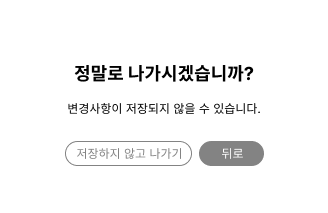 정말로 나가시겠습니까?
변경사항이 저장되지 않을 수 있습니다.
저장하지 않고 나가기
뒤로